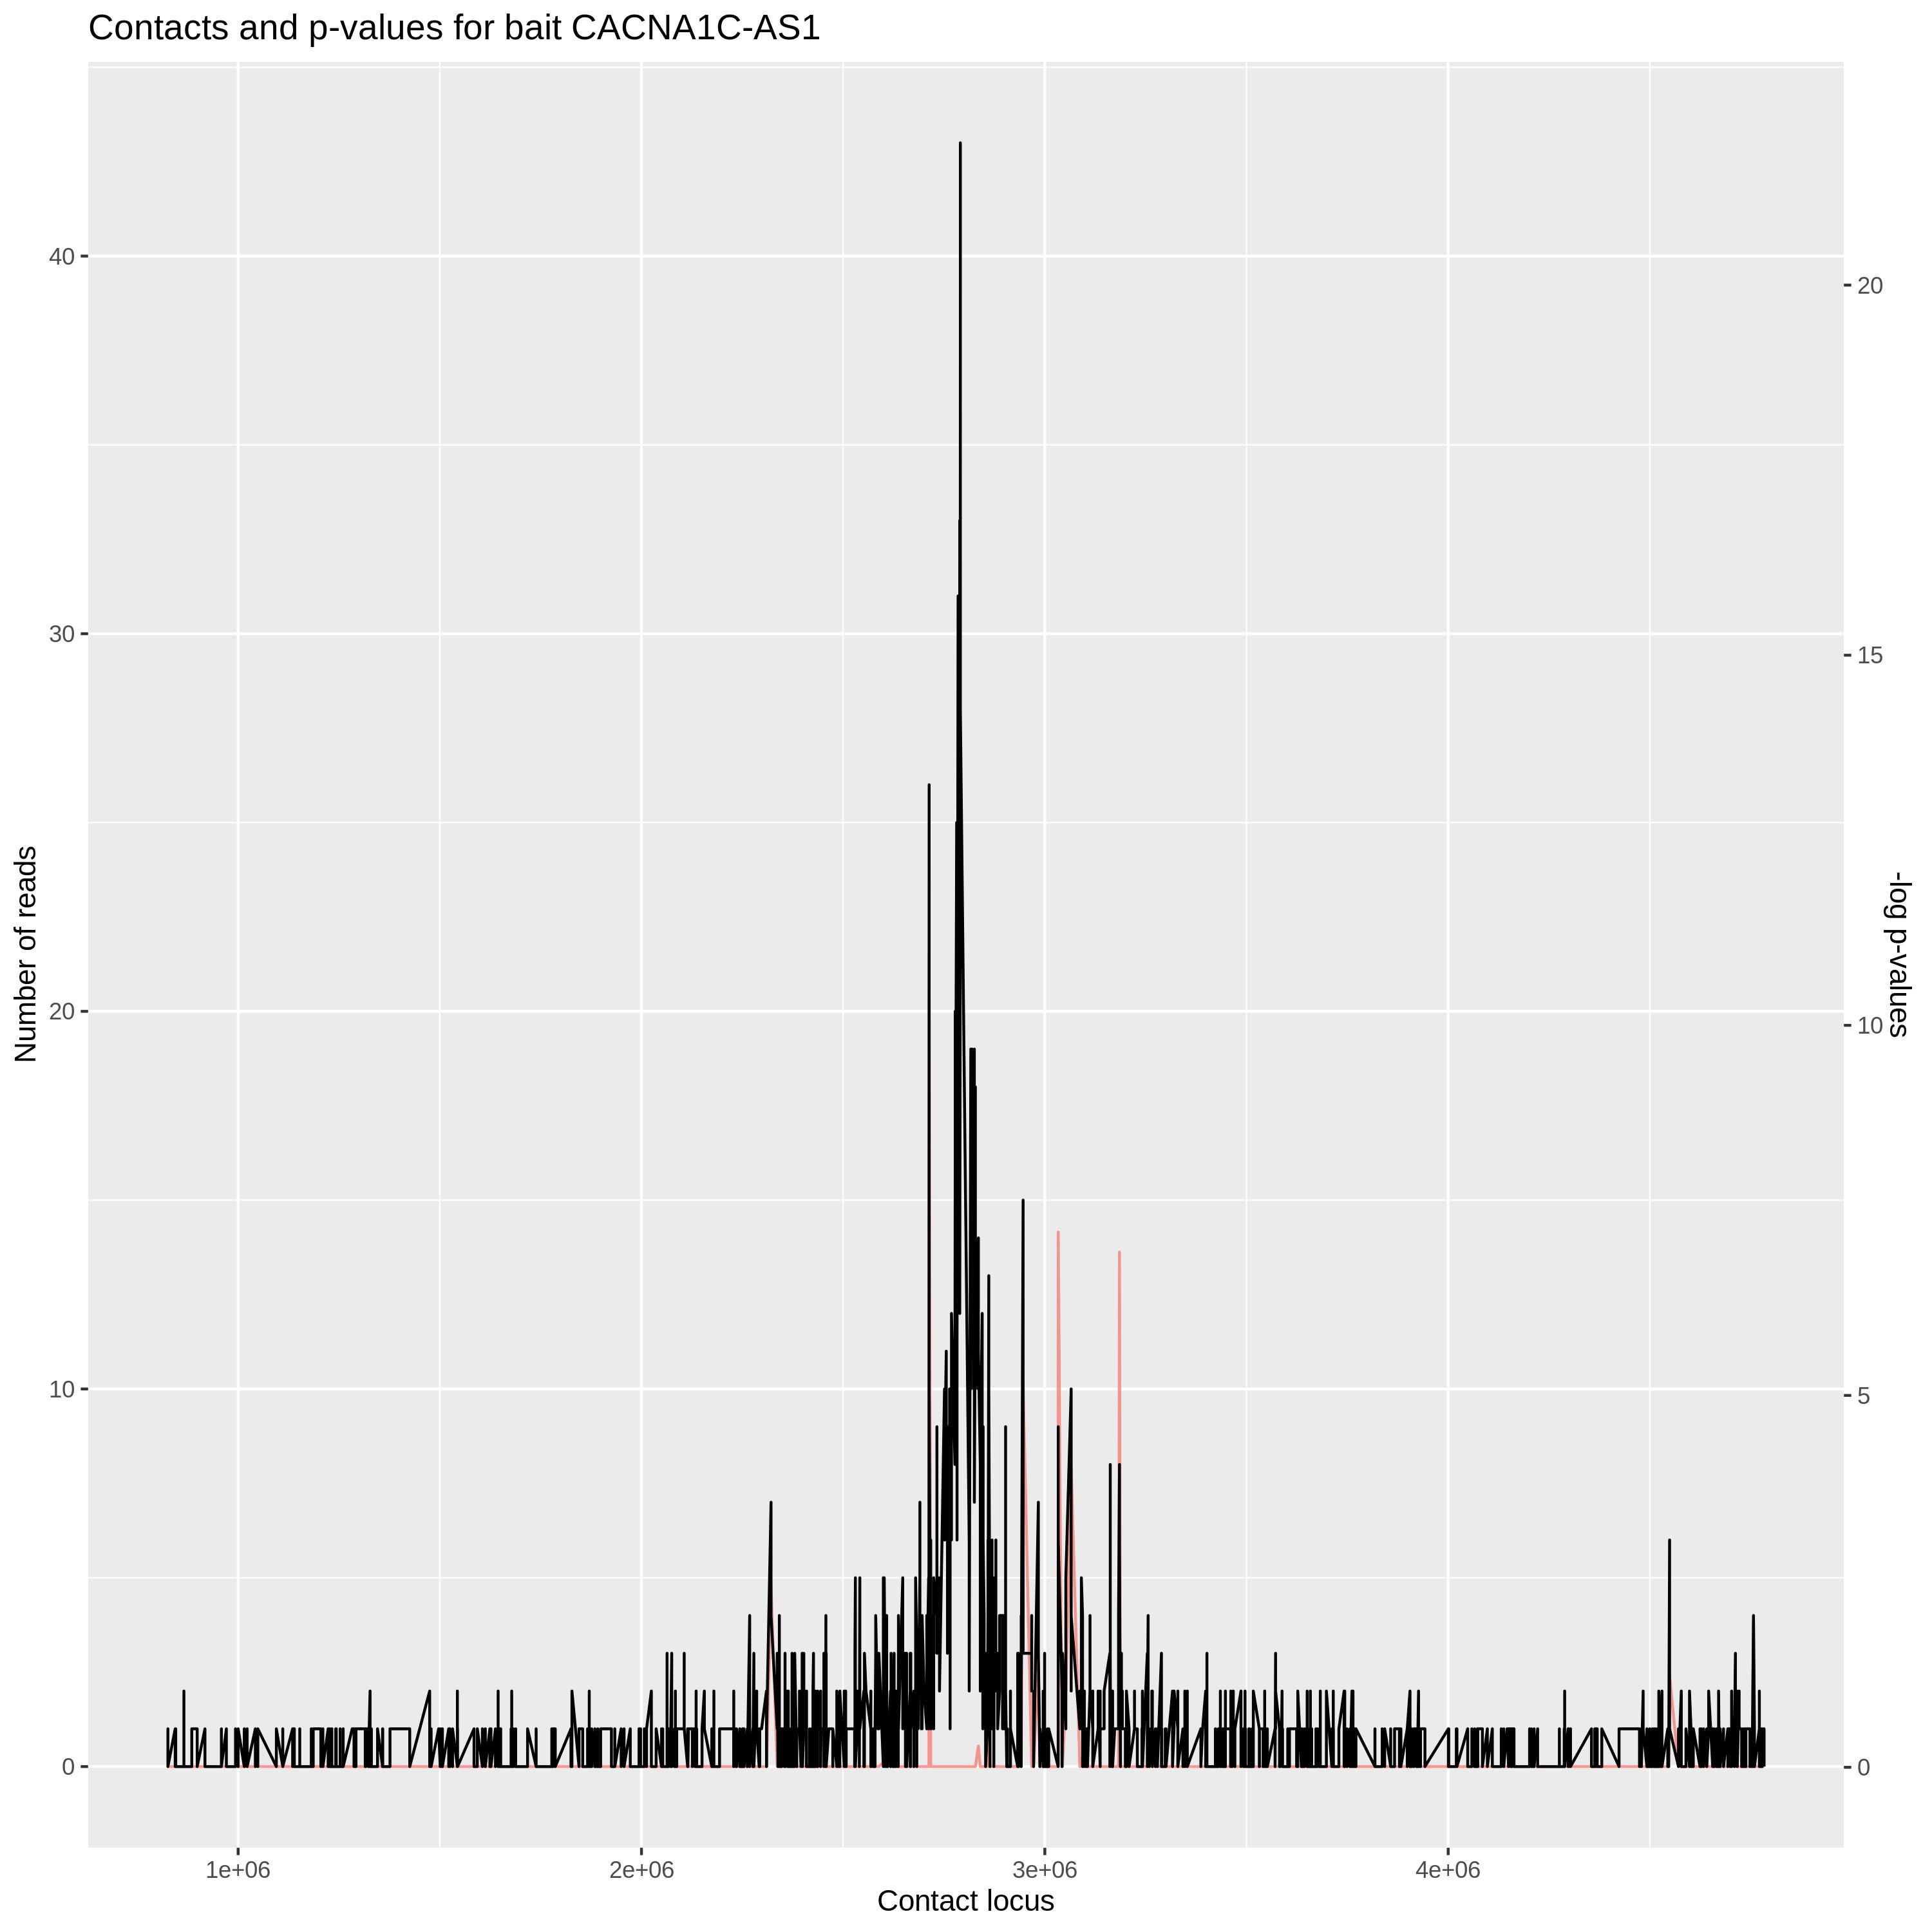 Contacts and p-values for bait CACNA1C-AS1
Number of reads
40
30
20
10
0
20
15
10
5
0
-log p-values
1e+06
2e+06
3e+06
4e+06
Contact locus